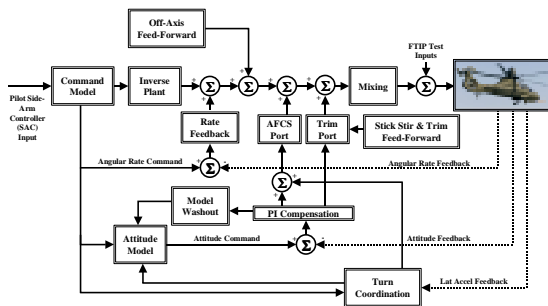 Off-Axis
Feed-Forward
FTIP Test
Inputs
Command
Model
Inverse
Plant
Σ
Σ
Σ
Σ
Mixing
Σ
Pilot Side-
Arm
Controller
(SAC)
Input
Rate
Feedback
AFCS
Port
Trim
Port
Stick Stir & Trim
Feed-Forward
Angular Rate Command
Σ
Angular Rate Feedback
Σ
Model
Washout
PI Compensation
Attitude
Model
Attitude Command
Σ
Attitude Feedback
Turn
Coordination
Lat Accel Feedback